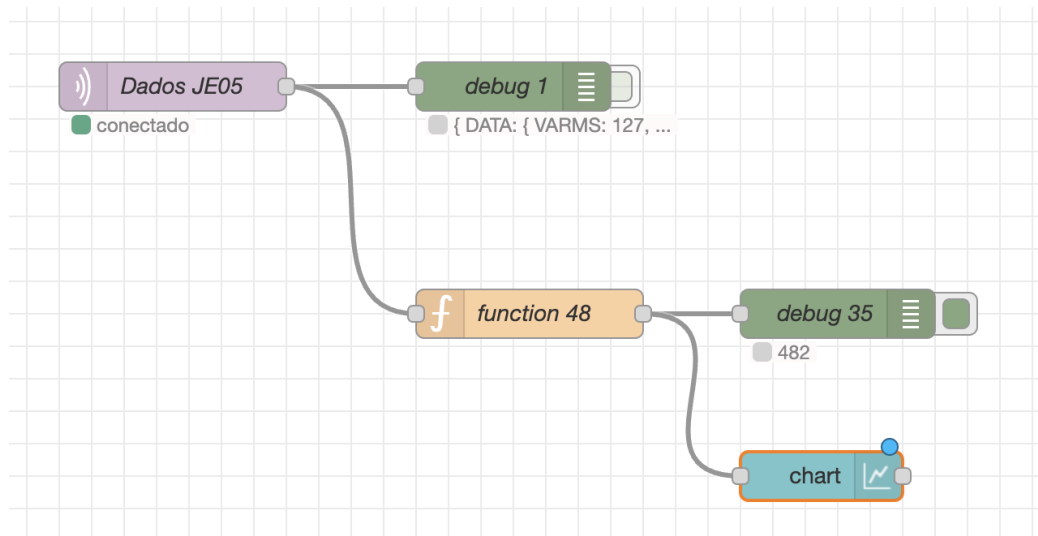 Dados JE05
debug 1
conectado
{ DATA: { VARMS: 127, ...
function 48
debug 35
482
chart